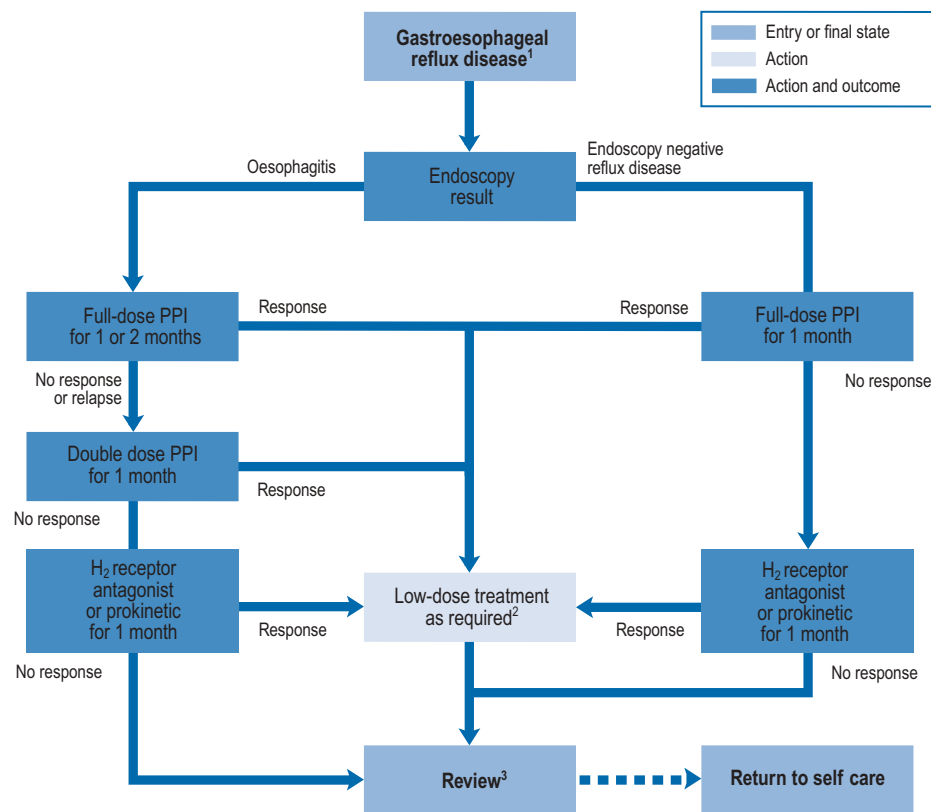 Gastroesophageal
reflux disease¹
Entry or final state
Action
Action and outcome
Oesophagitis
Endoscopy
result
Endoscopy negative
reflux disease
Full-dose PPI
for 1 or 2 months
Response
Response
Full-dose PPI
for 1 month
No response
or relapse
No response
Double dose PPI
for 1 month
Response
No response
H₂ receptor
antagonist
or prokinetic
for 1 month
Response
Low-dose treatment
as required²
Response
H₂ receptor
antagonist
or prokinetic
for 1 month
No response
No response
Review³
Return to self care